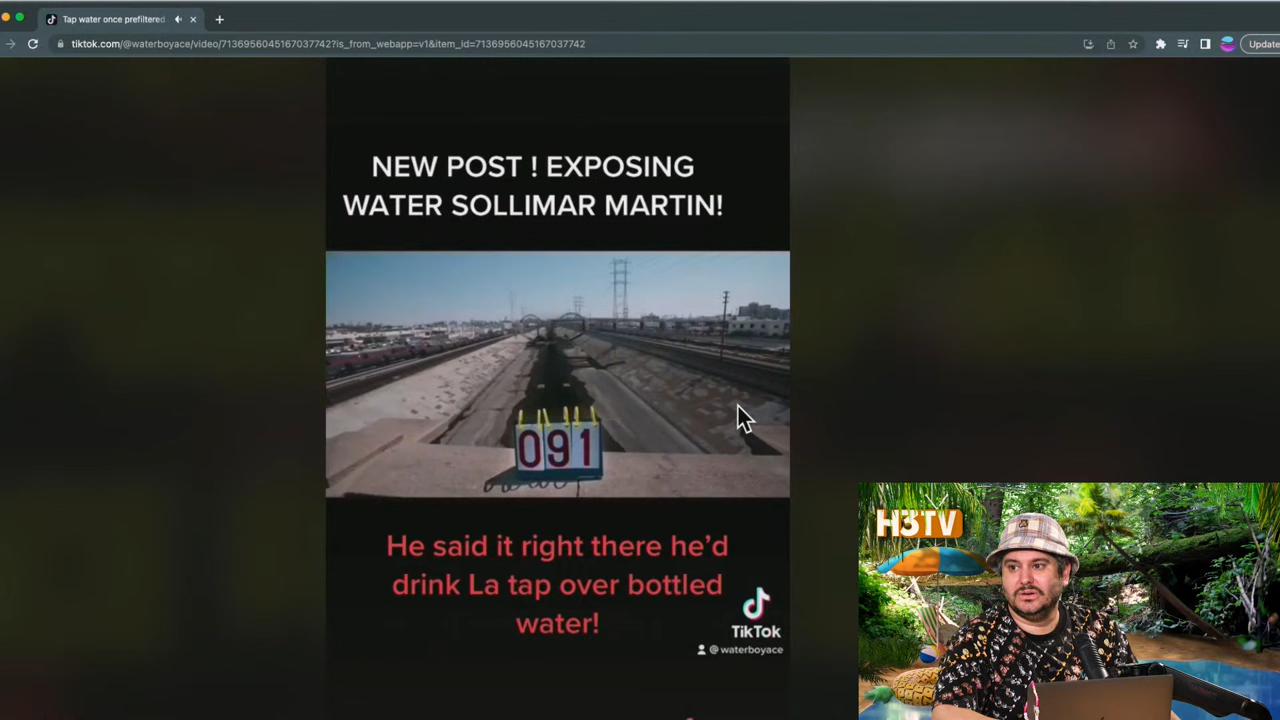 Tap water once prefiltered
tiktok.com/@waterboyace/video/7136956045167037742?is_from_webapp=v1&item_id=7136956045167037742
Update
NEW POST ! EXPOSING
WATER SOLLIMAR MARTIN!
091
He said it right there he’d
drink La tap over bottled
water!
TikTok
@waterboyace
H3TV